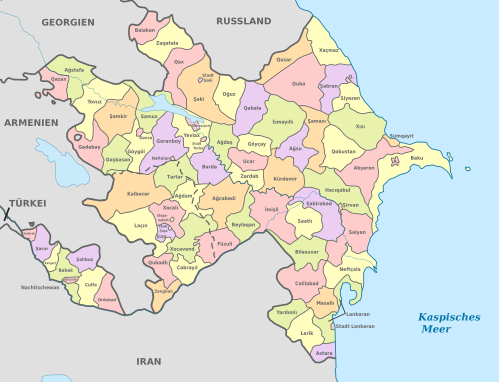 GEORGIEN
RUSSLAND
Balakən
Zaqatala
Qax
Şəki
Stadt Şəki
Oğuz
Qəbələ
Qusar
Xaçmaz
Quba
Şabran
Siyəzən
Ağstafa
Qazax
Tovuz
Şəmkir
Samux
Gədəbəy
Daşkəsən
Göygöl
Goranboy
Naftalan
Yevlax
ARMENIEN
Ağdaş
Göyçay
Ucar
Zərdab
Bərdə
İsmayıllı
Ağsu
Şamaxı
Qobustan
Xızı
Sumqayıt
Abşeron
Baku
Kürdəmir
Hacıqabul
Şirvan
Tərtər
Kəlbəcər
Ağdam
Ağcabədi
Xocalı
Laçın
Xocavənd
Beyləqan
Füzuli
İmişli
Saatlı
Sabirabad
Salyan
Biləsuvar
Neftçala
TÜRKEI
Qubadlı
Cəbrayıl
Zəngilan
Şərur
Şahbuz
Babək
Culfa
Ordubad
Nachitschewan
Cəlilabad
Masallı
Yardımlı
Lerik
Lənkəran
Stadt Lənkəran
Astara
Kaspisches
Meer
IRAN